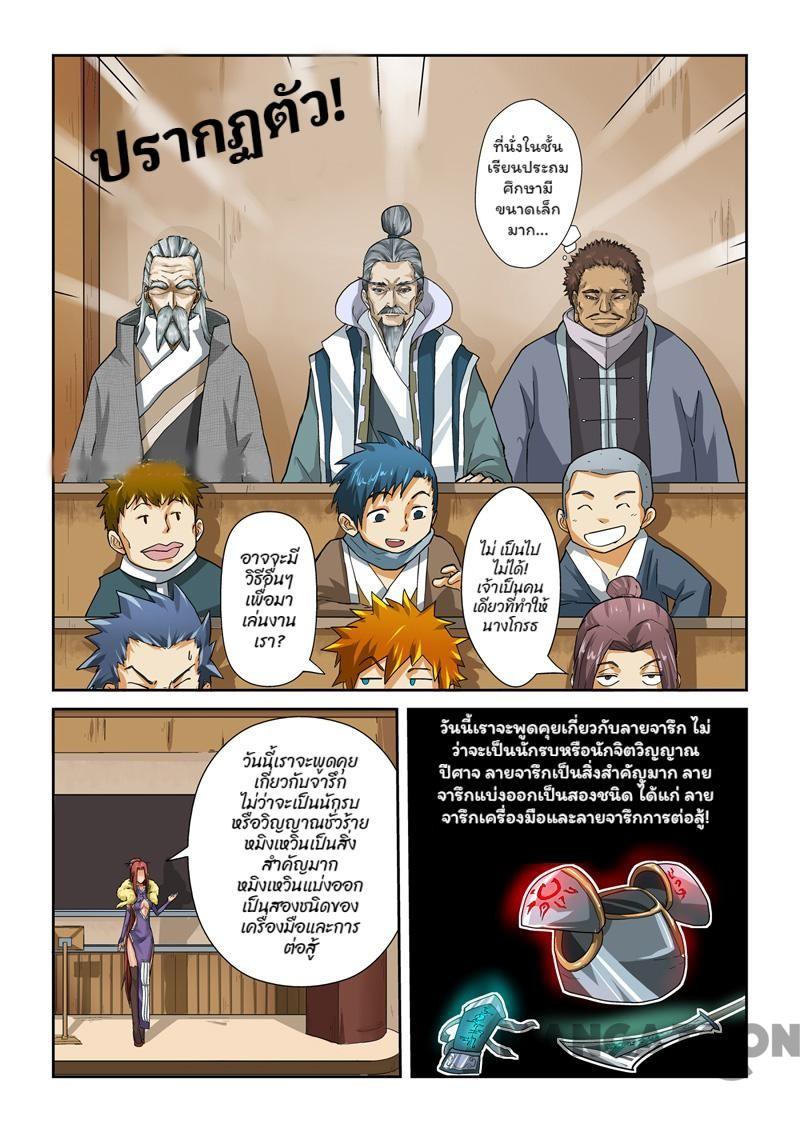 ปรากฏตัว!
ที่นั่งในชั้น
เรียนประถม
ศึกษามี
ขนาดเล็ก
มาก...
อาจจะมี
วิธีอื่นๆ
เพื่อมา
เล่นงาน
เรา?
ไม่ เป็นไป
ไม่ได้!
เจ้าเป็นคน
เดียวที่ทำให้
นางโกรธ
วันนี้เราจะพูดคุย
เกี่ยวกับจารึก
ไม่ว่าจะเป็นนักรบ
หรือวิญญาณชั่วร้าย
หมิงเหวินเป็นสิ่ง
สำคัญมาก
หมิงเหวินแบ่งออก
เป็นสองชนิดของ
เครื่องมือและการ
ต่อสู้
วันนี้เราจะพูดคุยเกี่ยวกับลายจารึก ไม่
ว่าจะเป็นนักรบหรือนักจิตวิญญาณ
ปีศาจ ลายจารึกเป็นสิ่งสำคัญมาก ลาย
จารึกแบ่งออกเป็นสองชนิด ได้แก่ ลาย
จารึกเครื่องมือและลายจารึกการต่อสู้!